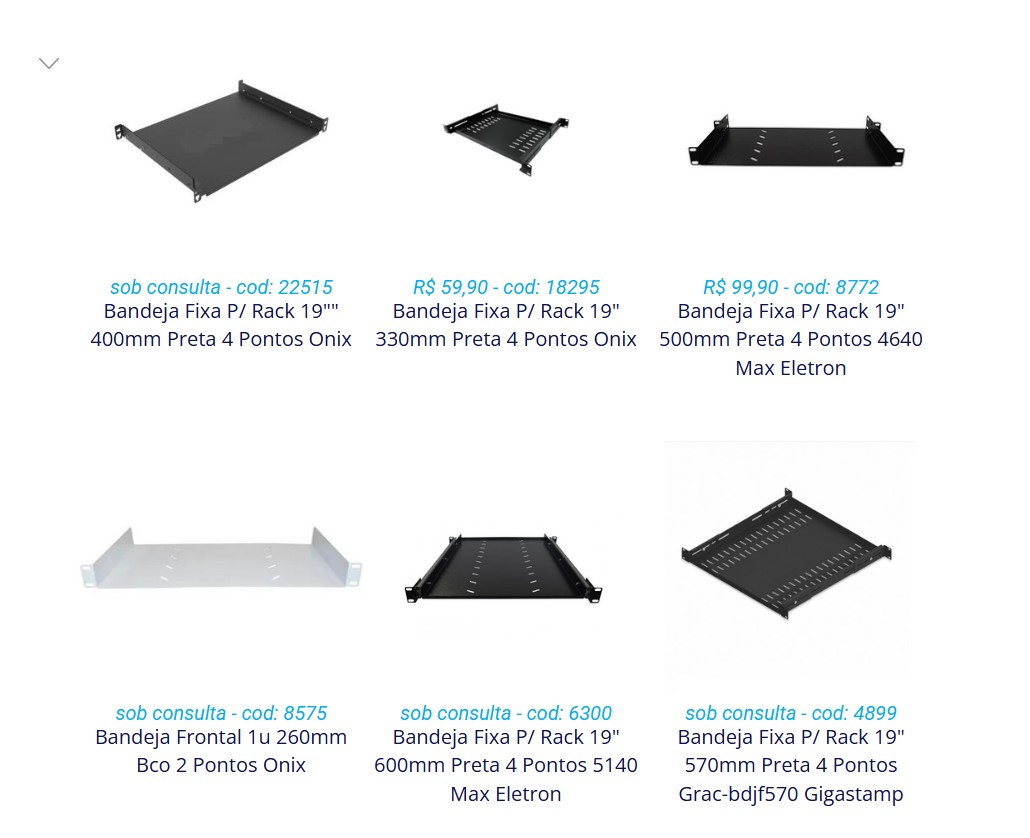 sob consulta - cod: 22515
Bandeja Fixa P/ Rack 19""
400mm Preta 4 Pontos Onix
R$ 59,90 - cod: 18295
Bandeja Fixa P/ Rack 19"
330mm Preta 4 Pontos Onix
R$ 99,90 - cod: 8772
Bandeja Fixa P/ Rack 19"
500mm Preta 4 Pontos 4640
Max Eletron
sob consulta - cod: 8575
Bandeja Frontal 1u 260mm
Bco 2 Pontos Onix
sob consulta - cod: 6300
Bandeja Fixa P/ Rack 19"
600mm Preta 4 Pontos 5140
Max Eletron
sob consulta - cod: 4899
Bandeja Fixa P/ Rack 19"
570mm Preta 4 Pontos
Grac-bdjf570 Gigastamp